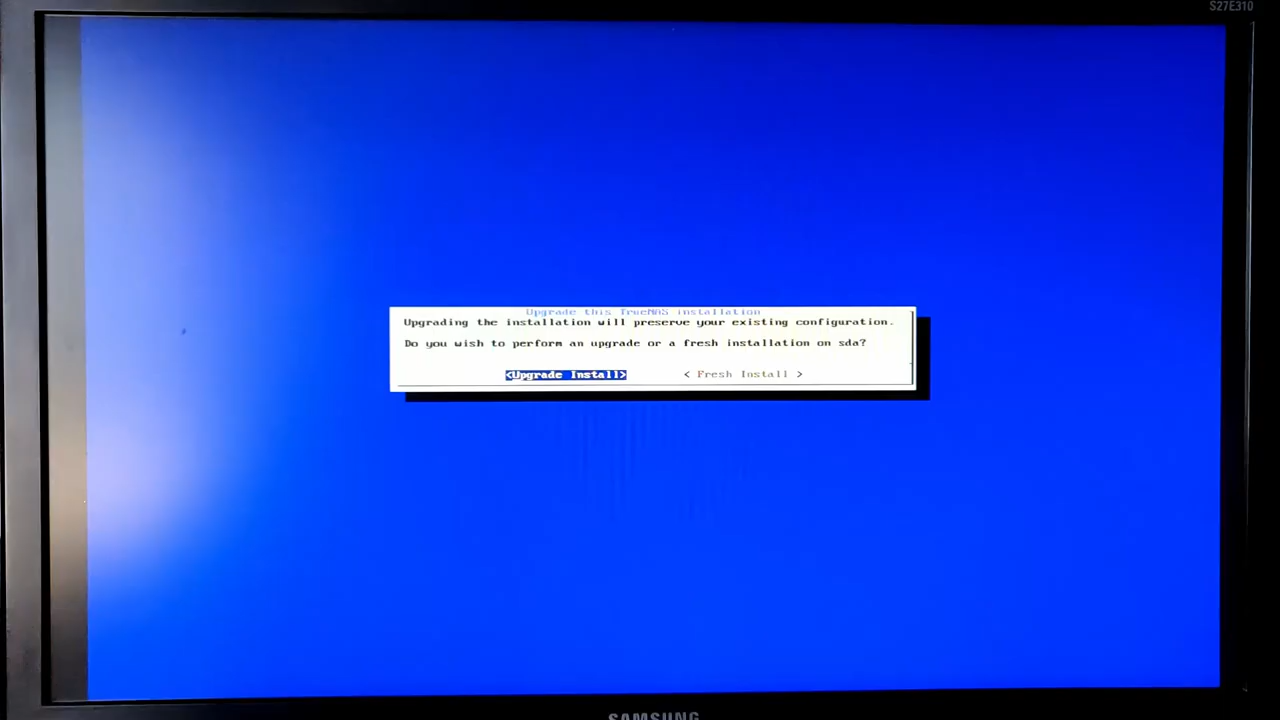 S27E310
Upgrade this TrueNAS installation
Upgrading the installation will preserve your existing configuration.
Do you wish to perform an upgrade or a fresh installation on sda?
<Upgrade Install> < Fresh Install >
SAMSUNG